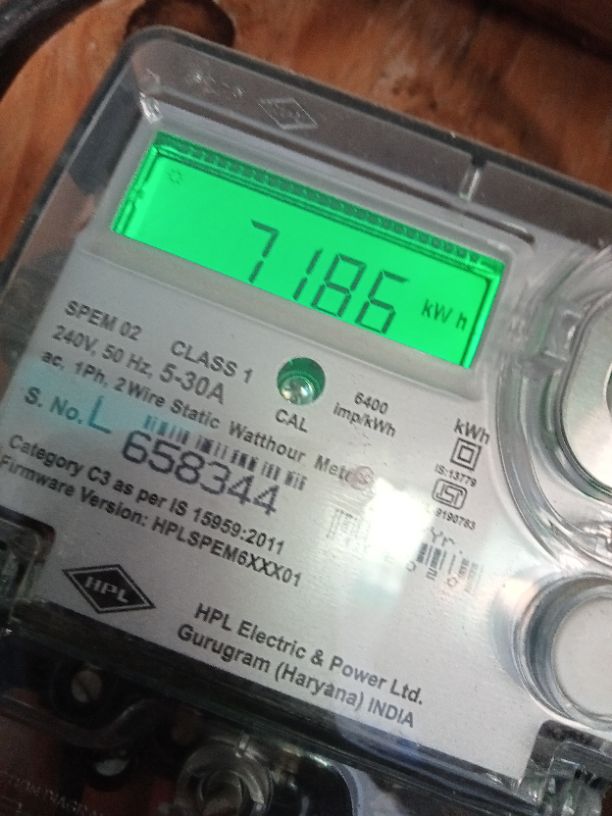 7186 kWh
SPEM 02 CLASS 1
240V, 50 Hz, 5-30A
ac, 1Ph, 2 Wire Static Watthour
CAL
6400
imp/kWh
kWh
IS:13779
S. No. L
658344
Category C3 as per IS 15959:2011
Firmware Version: HPLSPEM6XXX01
HPL
HPL Electric & Power Ltd.
Gurugram (Haryana) INDIA